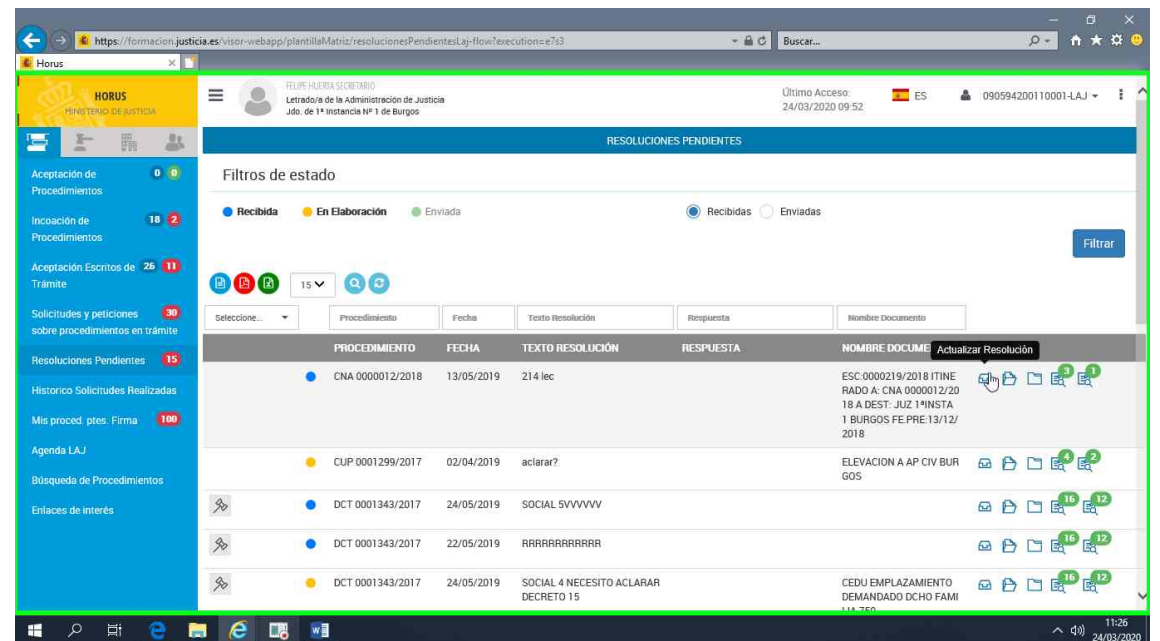 https://formacion.justicia.es/visor-webapp/plantillaMatriz/resolucionesPendientesLaj-flow?execution=e7s3
Buscar...
Horus
HORUS
MINISTERIO DE JUSTICIA
FELIPE HUERTA SECRETARIO
Letrado/a de la Administración de Justicia
Jdo. de 1ª Instancia Nº 1 de Burgos
Último Acceso:
24/03/2020 09:52
ES
090594200110001-LAJ
RESOLUCIONES PENDIENTES
Aceptación de Procedimientos 0 0
Incoación de Procedimientos 18 2
Aceptación Escritos de Trámite 26 11
Solicitudes y peticiones sobre procedimientos en trámite 30
Resoluciones Pendientes 15
Historico Solicitudes Realizadas
Mis proced. ptes. Firma 100
Agenda LAJ
Búsqueda de Procedimientos
Enlaces de interés
Filtros de estado
Recibida En Elaboración Enviada Recibidas Enviadas
Filtrar
15
Seleccione... Procedimiento Fecha Texto Resolución Respuesta Nombre Documento
PROCEDIMIENTO FECHA TEXTO RESOLUCIÓN RESPUESTA NOMBRE DOCUME
Actualizar Resolución
CNA 0000012/2018 13/05/2019 214 lec ESC:0000219/2018 ITINE 3 1
RADO A: CNA 0000012/20
18 A DEST: JUZ 1ªINSTA
1 BURGOS FE.PRE:13/12/
2018
CUP 0001299/2017 02/04/2019 aclarar? ELEVACION A AP CIV BUR 4 2
GOS
DCT 0001343/2017 24/05/2019 SOCIAL 5VVVVVV 16 12
DCT 0001343/2017 22/05/2019 RRRRRRRRRRRR 16 12
DCT 0001343/2017 24/05/2019 SOCIAL 4 NECESITO ACLARAR CEDU EMPLAZAMIENTO 16 12
DECRETO 15 DEMANDADO DCHO FAMI
11:26
24/03/2020